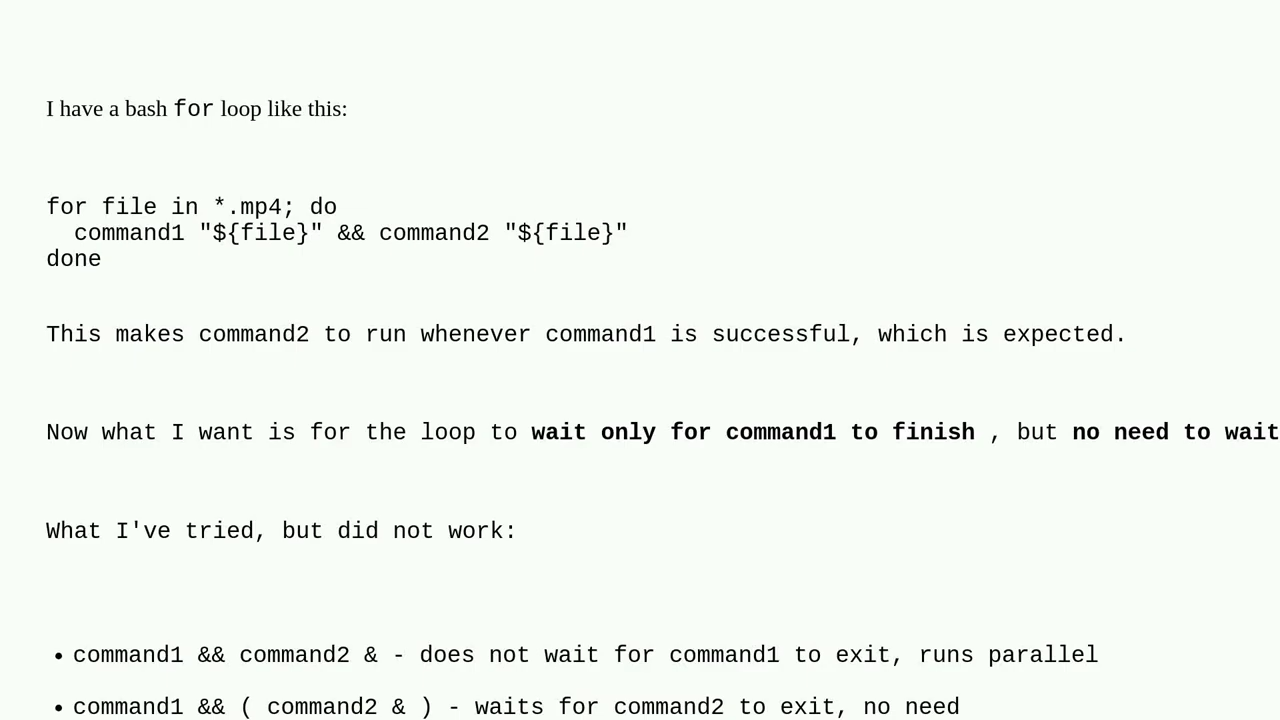 I have a bash for loop like this:
for file in *.mp4; do
  command1 "${file}" && command2 "${file}"
done
This makes command2 to run whenever command1 is successful, which is expected.
Now what I want is for the loop to wait only for command1 to finish , but no need to wait
What I've tried, but did not work:
• command1 && command2 & - does not wait for command1 to exit, runs parallel
• command1 && ( command2 & ) - waits for command2 to exit, no need